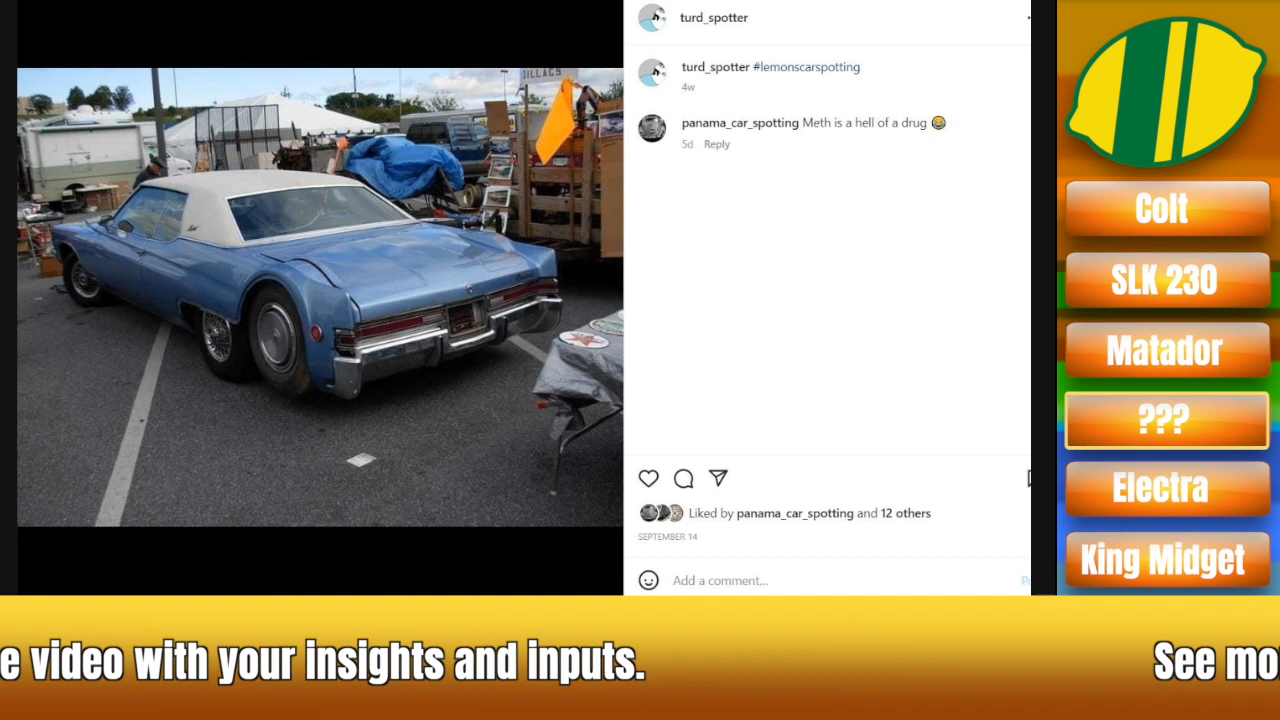 turd_spotter
turd_spotter #lemonscarspotting
4w
panama_car_spotting Meth is a hell of a drug 😂
5d Reply
Liked by panama_car_spotting and 12 others
SEPTEMBER 14
Add a comment...
Colt
SLK 230
Matador
???
Electra
King Midget
e video with your insights and inputs.
See mo